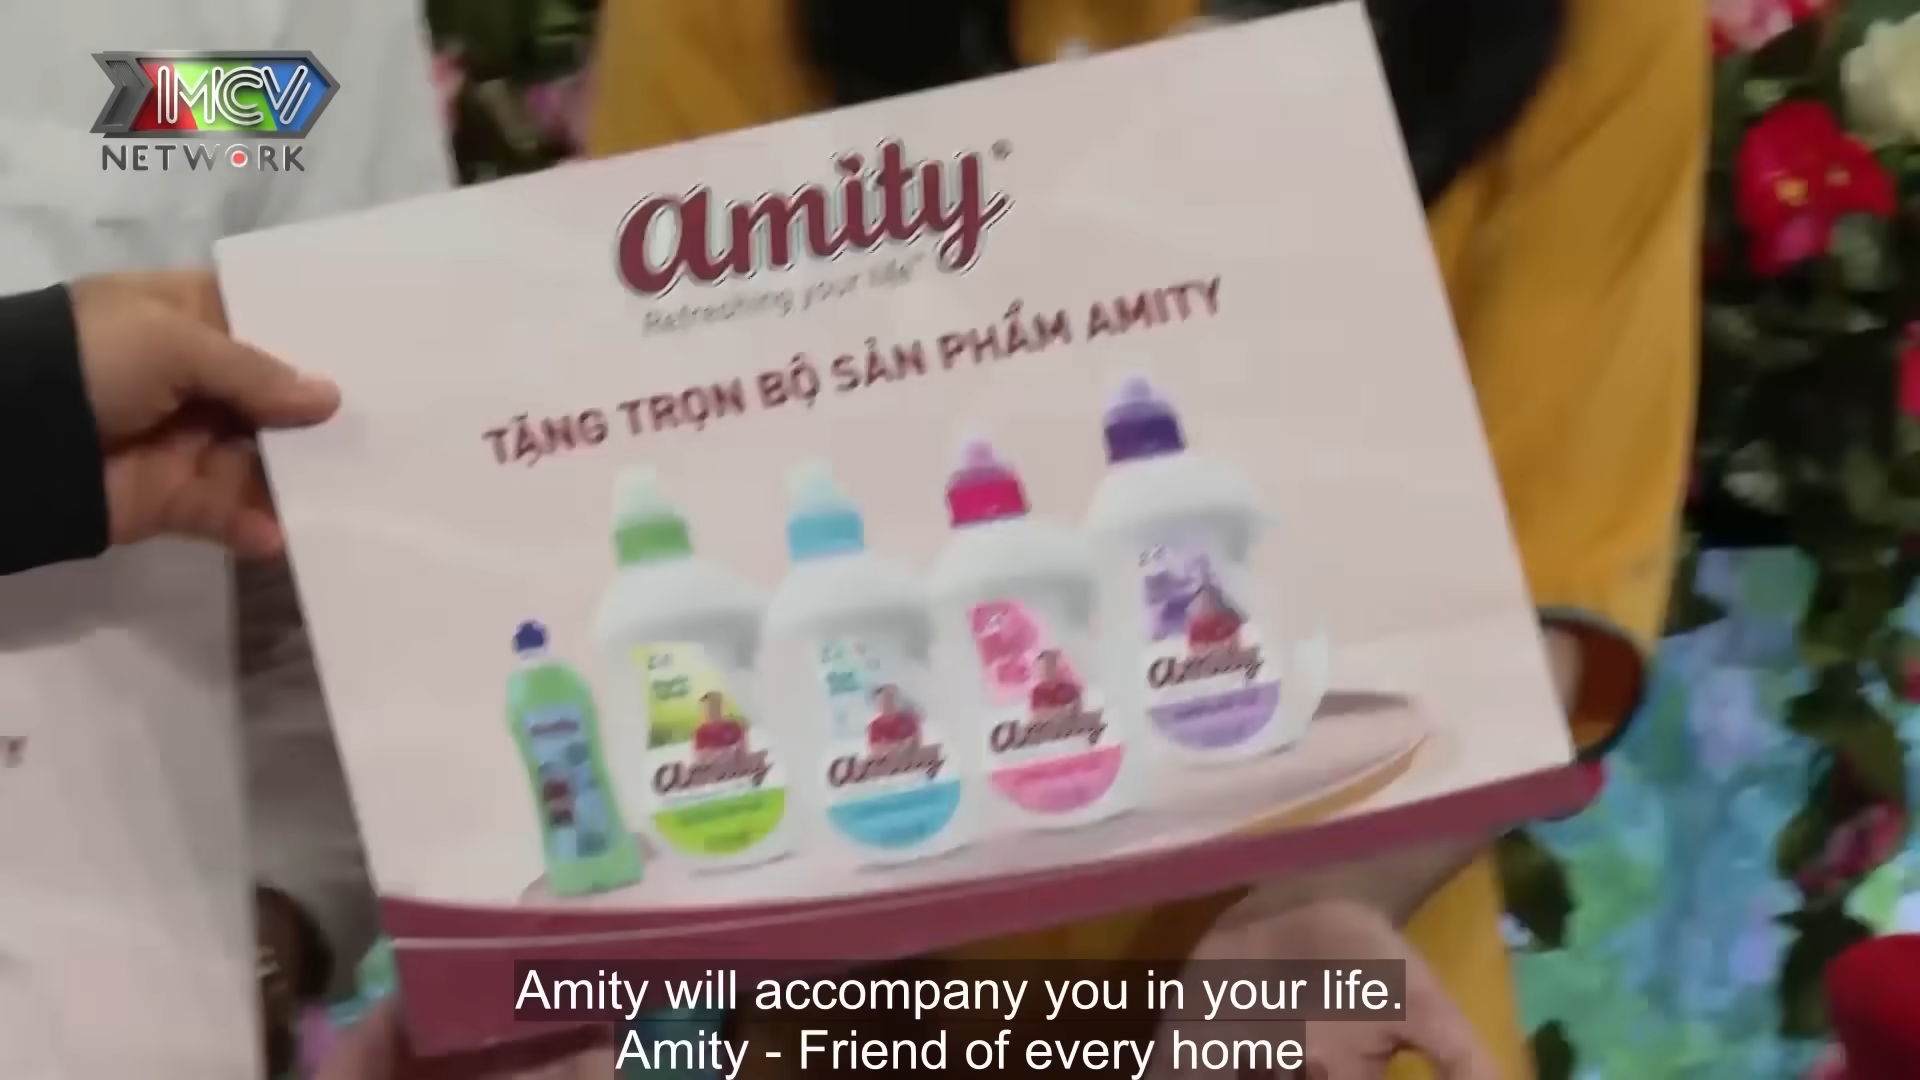 MCV
NETWORK
amity
Refreshing your life
TẶNG TRỌN BỘ SẢN PHẨM AMITY
amity
amity
amity
amity
Amity will accompany you in your life.
Amity - Friend of every home